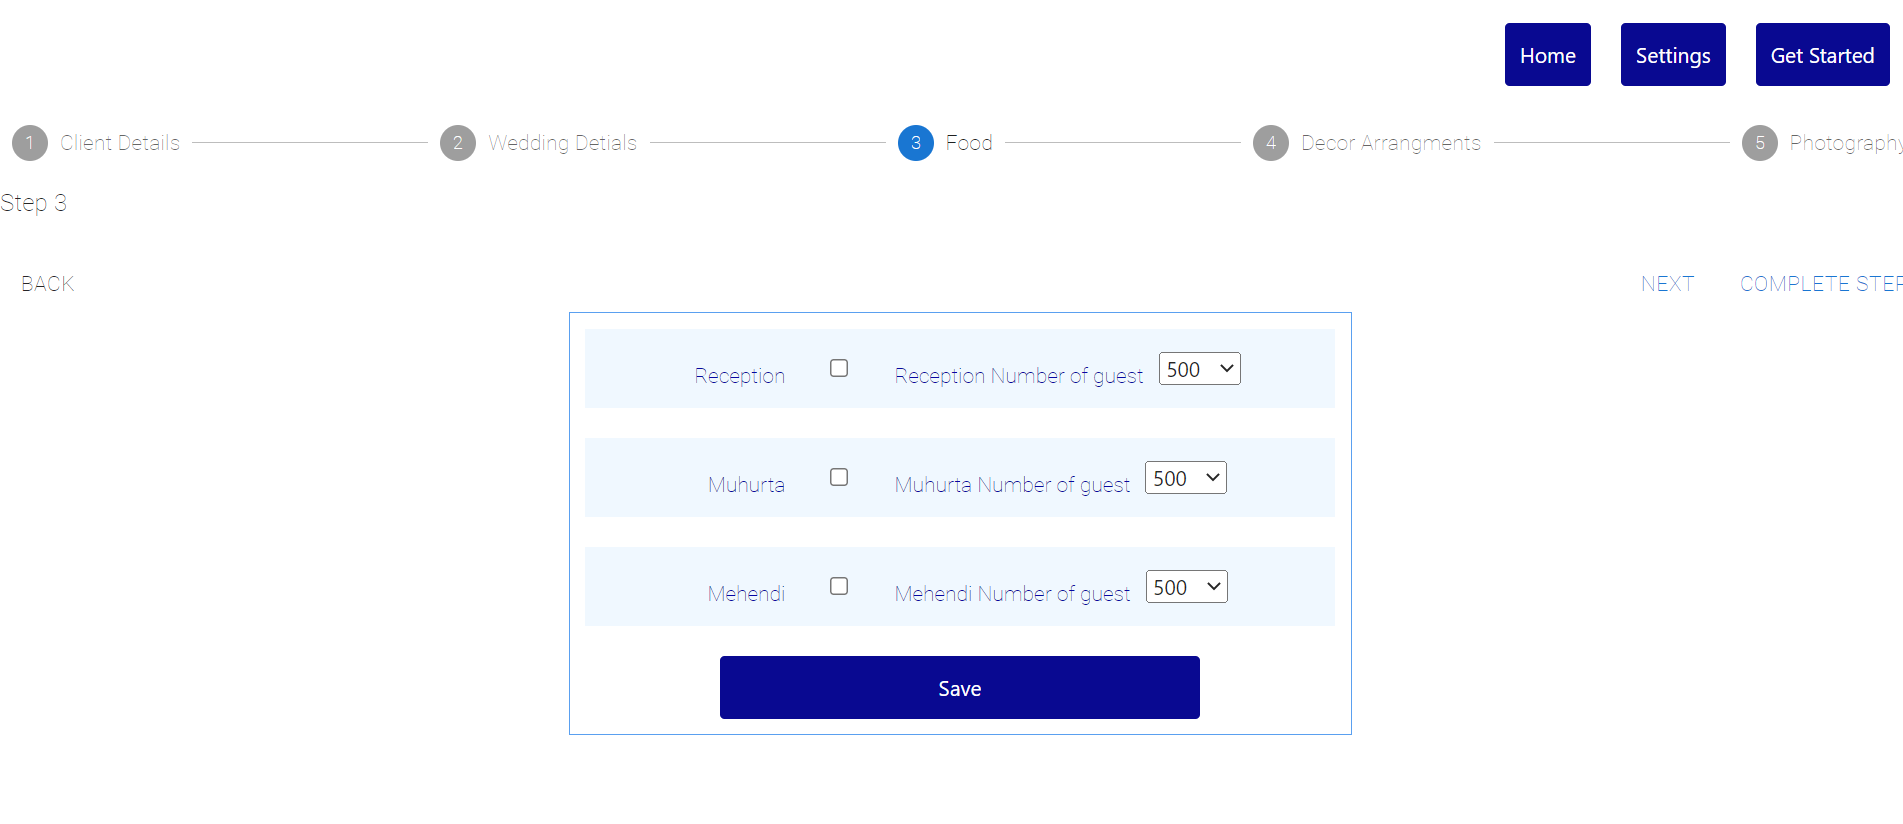 Home Settings Get Started
1 Client Details 2 Wedding Detials 3 Food 4 Decor Arrangments 5 Photography
Step 3
BACK NEXT COMPLETE STEP
Reception Reception Number of guest 500
Muhurta Muhurta Number of guest 500
Mehendi Mehendi Number of guest 500
Save